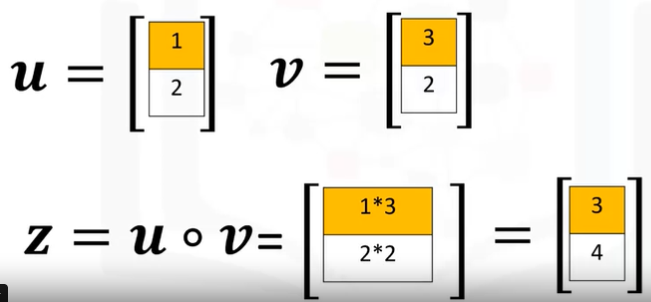 u = [1 2] v = [3 2]
z = u ∘ v= [1*3 2*2] = [3 4]